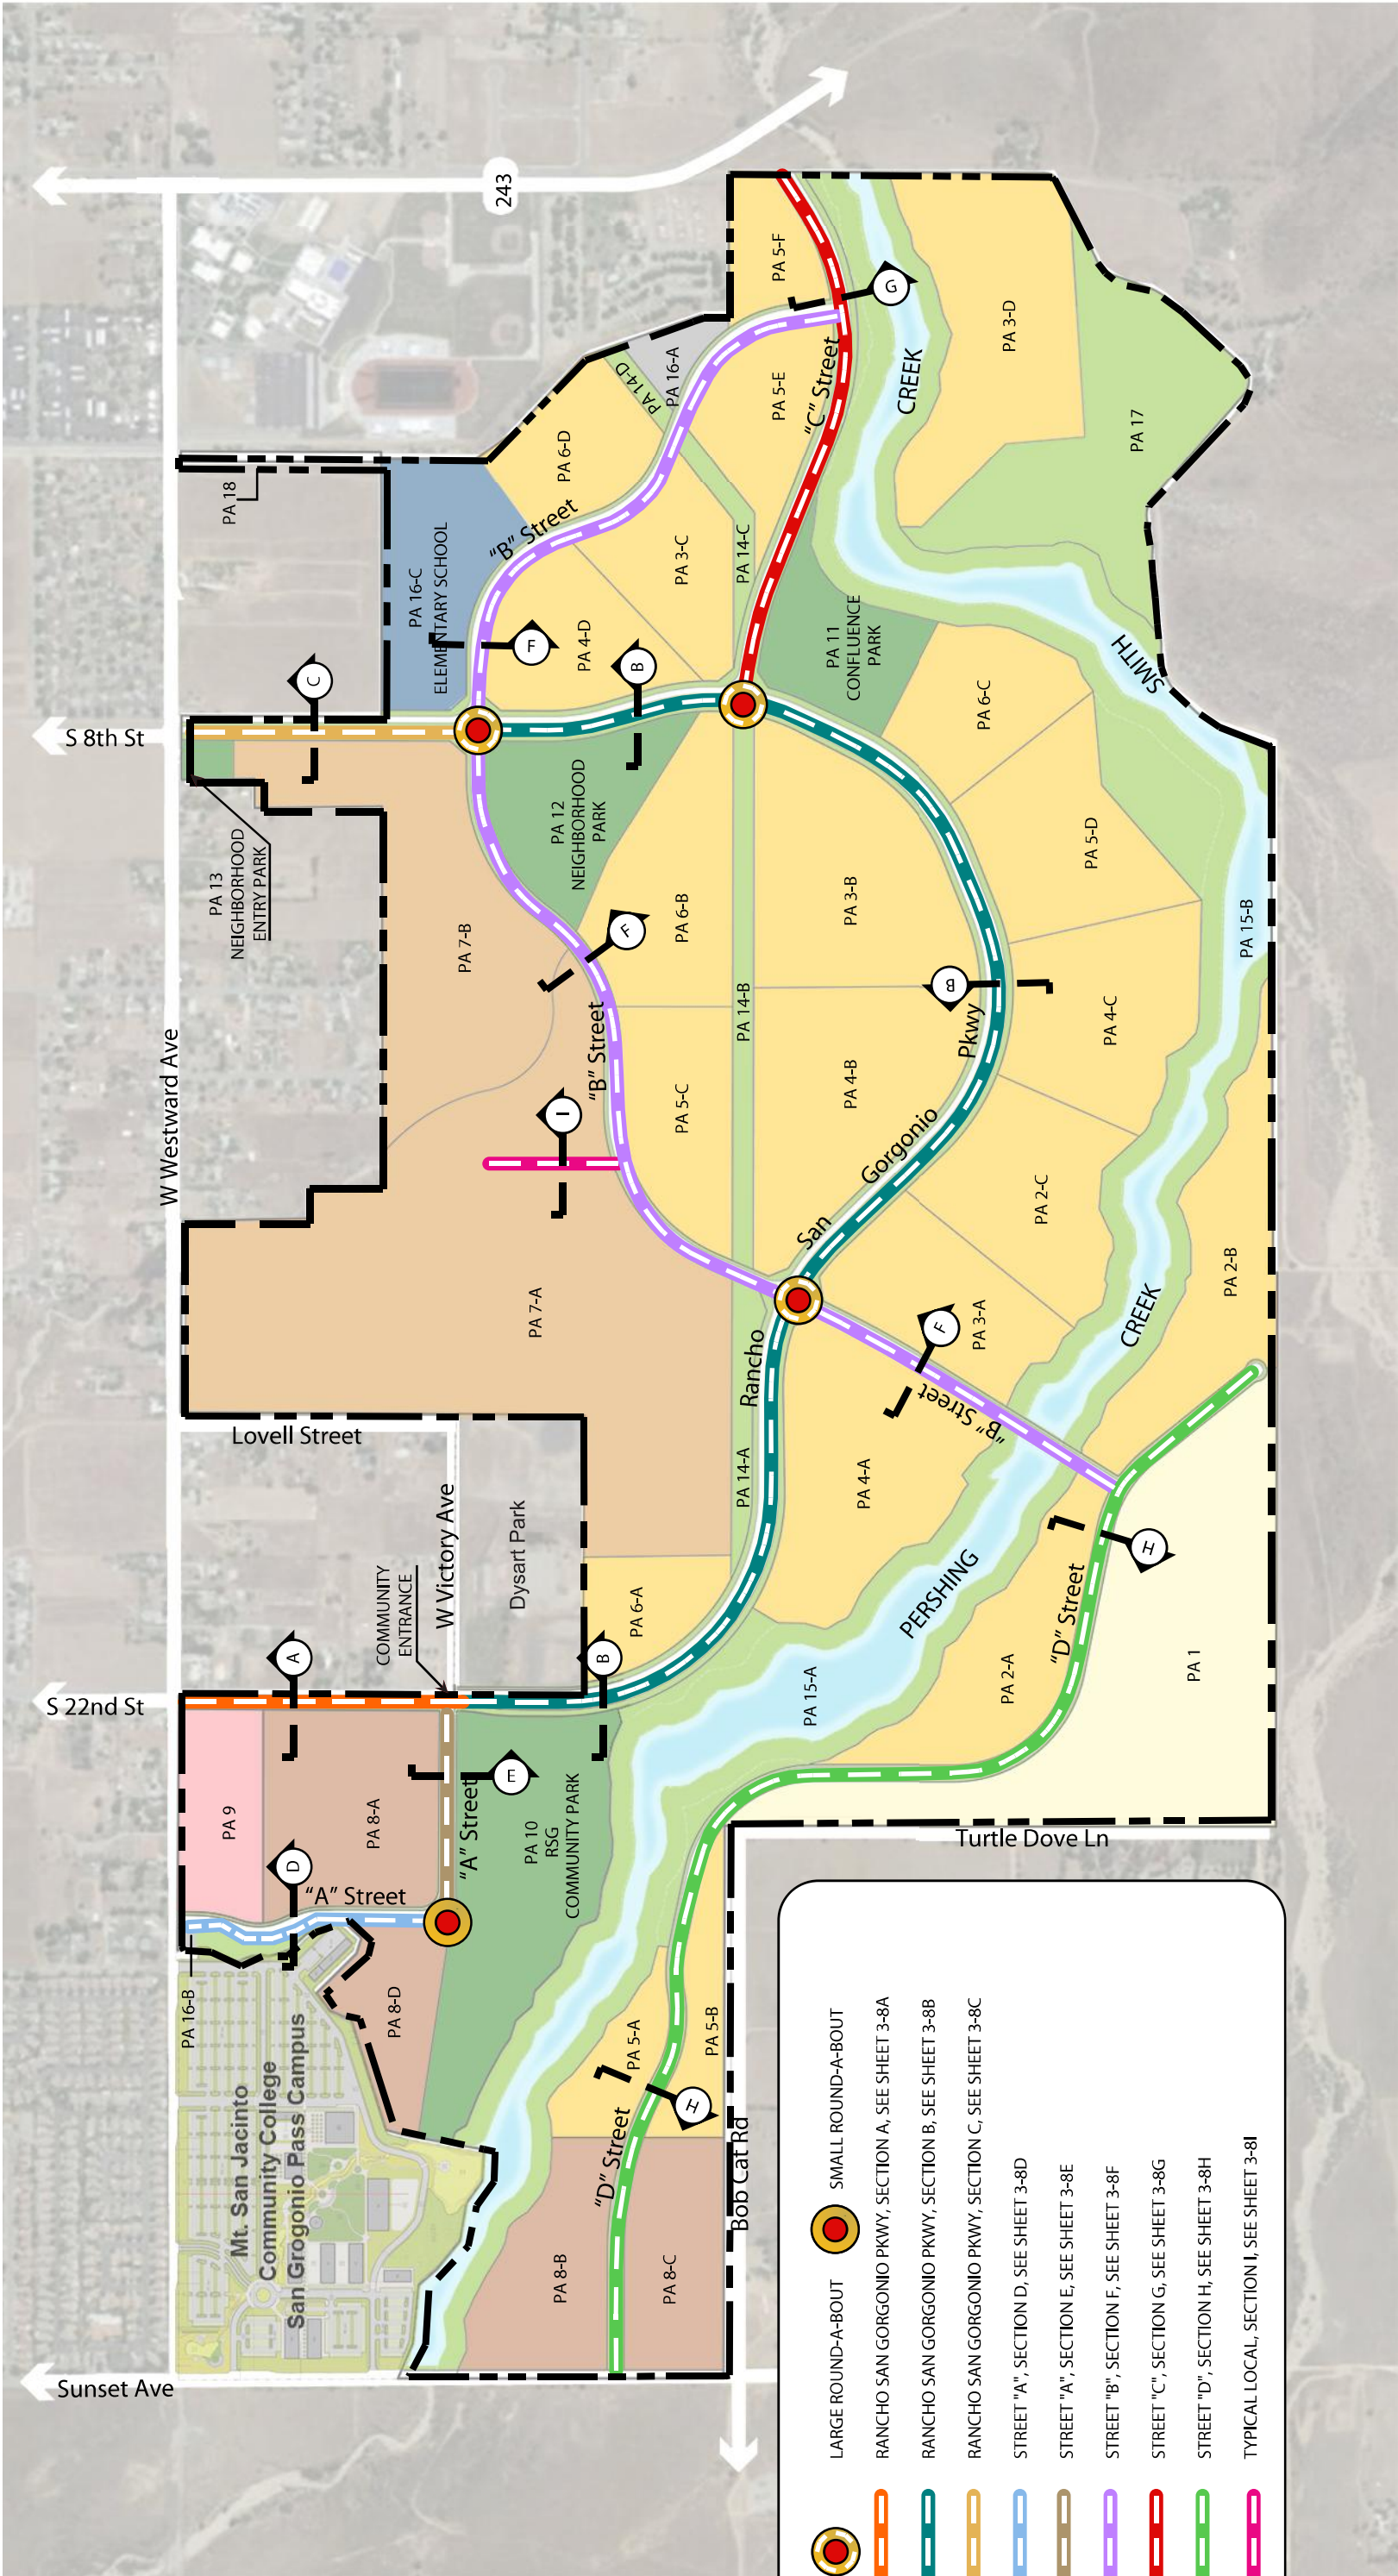 243
S 8th St
W Westward Ave
Lovell Street
W Victory Ave
Dysart Park
COMMUNITY
ENTRANCE
S 22nd St
Sunset Ave
Turtle Dove Ln
Bob Cat Rd
Mt. San Jacinto
Community College
San Grogonio Pass Campus
PA 18
PA 16-C
ELEMENTARY SCHOOL
PA 13
NEIGHBORHOOD
ENTRY PARK
PA 12
NEIGHBORHOOD
PARK
PA 11
CONFLUENCE
PARK
PA 10
RSG
COMMUNITY PARK
PA 6-D
PA 14-D
PA 16-A
PA 5-F
PA 5-E
PA 3-D
PA 17
PA 3-C
PA 14-C
PA 4-D
PA 6-C
PA 5-D
PA 7-B
PA 6-B
PA 3-B
PA 14-B
PA 15-B
PA 4-C
PA 5-C
PA 4-B
PA 2-C
PA 2-B
PA 7-A
PA 3-A
PA 14-A
PA 4-A
PA 6-A
PA 15-A
PA 2-A
PA 1
PA 9
PA 8-A
PA 16-B
PA 8-D
PA 5-A
PA 5-B
PA 8-B
PA 8-C
"B" Street
"C" Street
"B" Street
"B" Street
"D" Street
"A" Street
"A" Street
"D" Street
Rancho
San
Gorgonio
Pkwy
CREEK
SMITH
CREEK
PERSHING
C
F
B
G
F
B
I
F
H
A
B
E
D
H
LARGE ROUND-A-BOUT
SMALL ROUND-A-BOUT
RANCHO SAN GORGONIO PKWY, SECTION A, SEE SHEET 3-8A
RANCHO SAN GORGONIO PKWY, SECTION B, SEE SHEET 3-8B
RANCHO SAN GORGONIO PKWY, SECTION C, SEE SHEET 3-8C
STREET "A", SECTION D, SEE SHEET 3-8D
STREET "A", SECTION E, SEE SHEET 3-8E
STREET "B", SECTION F, SEE SHEET 3-8F
STREET "C", SECTION G, SEE SHEET 3-8G
STREET "D", SECTION H, SEE SHEET 3-8H
TYPICAL LOCAL, SECTION I, SEE SHEET 3-8I